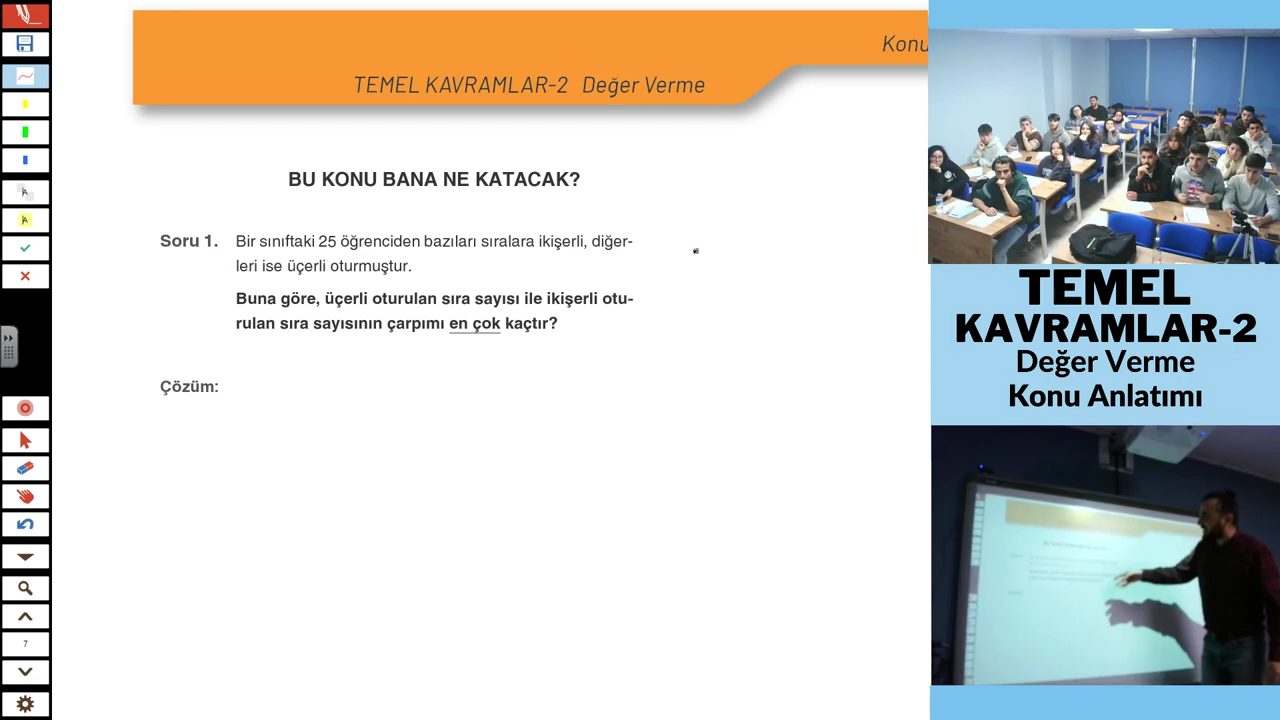 Konu
TEMEL KAVRAMLAR-2 Değer Verme
BU KONU BANA NE KATACAK?
Soru 1. Bir sınıftaki 25 öğrenciden bazıları sıralara ikişerli, diğer-
leri ise üçerli oturmuştur.
Buna göre, üçerli oturulan sıra sayısı ile ikişerli otu-
rulan sıra sayısının çarpımı en çok kaçtır?
Çözüm:
7
TEMEL
KAVRAMLAR-2
Değer Verme
Konu Anlatımı